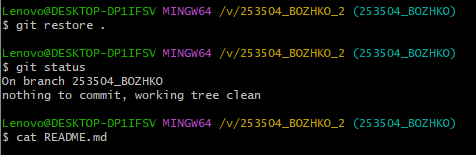 Lenovo@DESKTOP-DP1IFSV MINGW64 /v/253504_BOZHKO_2 (253504_BOZHKO)
$ git restore .
Lenovo@DESKTOP-DP1IFSV MINGW64 /v/253504_BOZHKO_2 (253504_BOZHKO)
$ git status
On branch 253504_BOZHKO
nothing to commit, working tree clean
Lenovo@DESKTOP-DP1IFSV MINGW64 /v/253504_BOZHKO_2 (253504_BOZHKO)
$ cat README.md